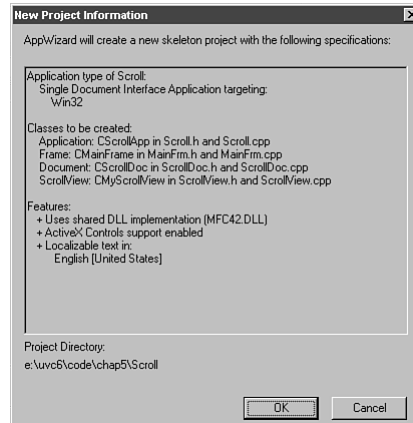 New Project Information
AppWizard will create a new skeleton project with the following specifications:
Application type of Scroll:
Single Document Interface Application targeting:
Win32
Classes to be created:
Application: CScrollApp in Scroll.h and Scroll.cpp
Frame: CMainFrame in MainFrm.h and MainFrm.cpp
Document: CScrollDoc in ScrollDoc.h and ScrollDoc.cpp
ScrollView: CMyScrollView in ScrollView.h and ScrollView.cpp
Features:
+ Uses shared DLL implementation (MFC42.DLL)
+ ActiveX Controls support enabled
+ Localizable text in:
English [United States]
Project Directory:
e:\uvc6\code\chap5\Scroll
OK
Cancel